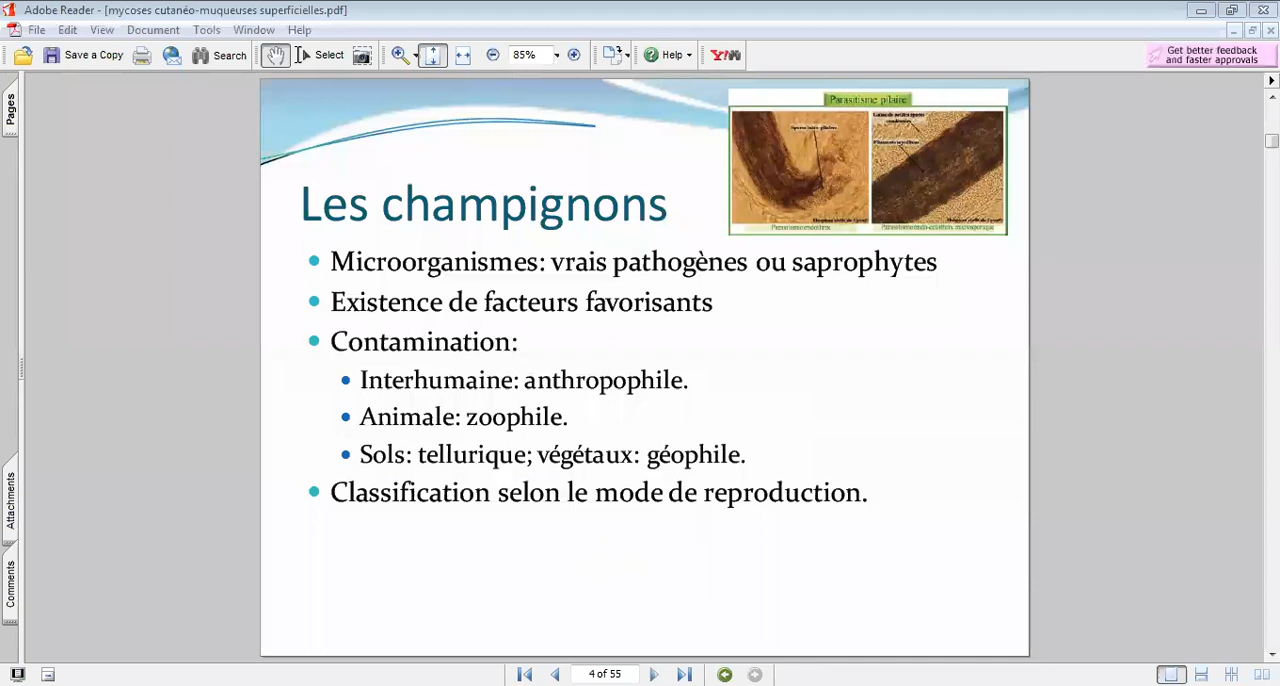 Adobe Reader - [mycoses cutanéo-muqueuses superficielles.pdf]
File Edit View Document Tools Window Help
Save a Copy Search Select 85% Help Y!
Get better feedback
and faster approvals
Pages
Parasitisme pilaire
Les champignons
Microorganismes: vrais pathogènes ou saprophytes
Existence de facteurs favorisants
Contamination:
Interhumaine: anthropophile.
Animale: zoophile.
Sols: tellurique; végétaux: géophile.
Classification selon le mode de reproduction.
Attachments
Comments
4 of 55